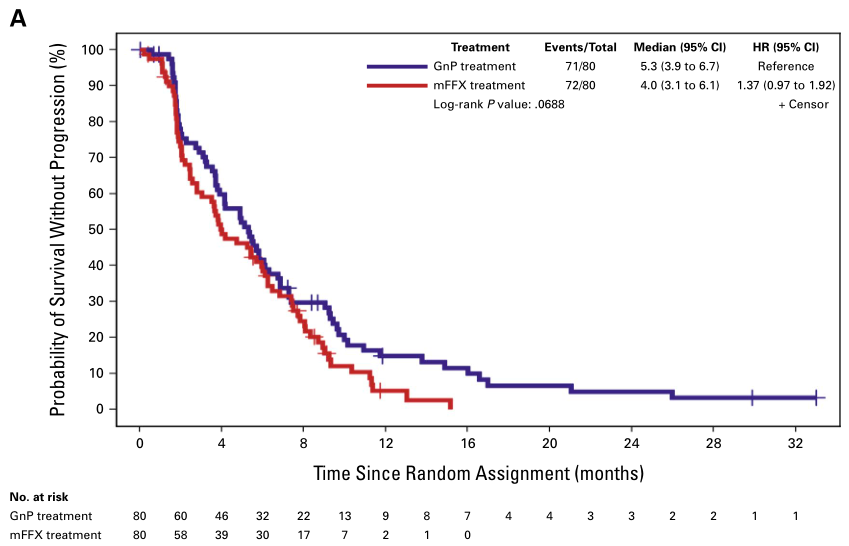 A
Probability of Survival Without Progression (%)
100
90
80
70
60
50
40
30
20
10
0
Treatment Events/Total Median (95% CI) HR (95% CI)
GnP treatment 71/80 5.3 (3.9 to 6.7) Reference
mFFX treatment 72/80 4.0 (3.1 to 6.1) 1.37 (0.97 to 1.92)
Log-rank P value: .0688 + Censor
0 4 8 12 16 20 24 28 32
Time Since Random Assignment (months)
No. at risk
GnP treatment 80 60 46 32 22 13 9 8 7 4 4 3 3 2 2 1 1
mFFX treatment 80 58 39 30 17 7 2 1 0